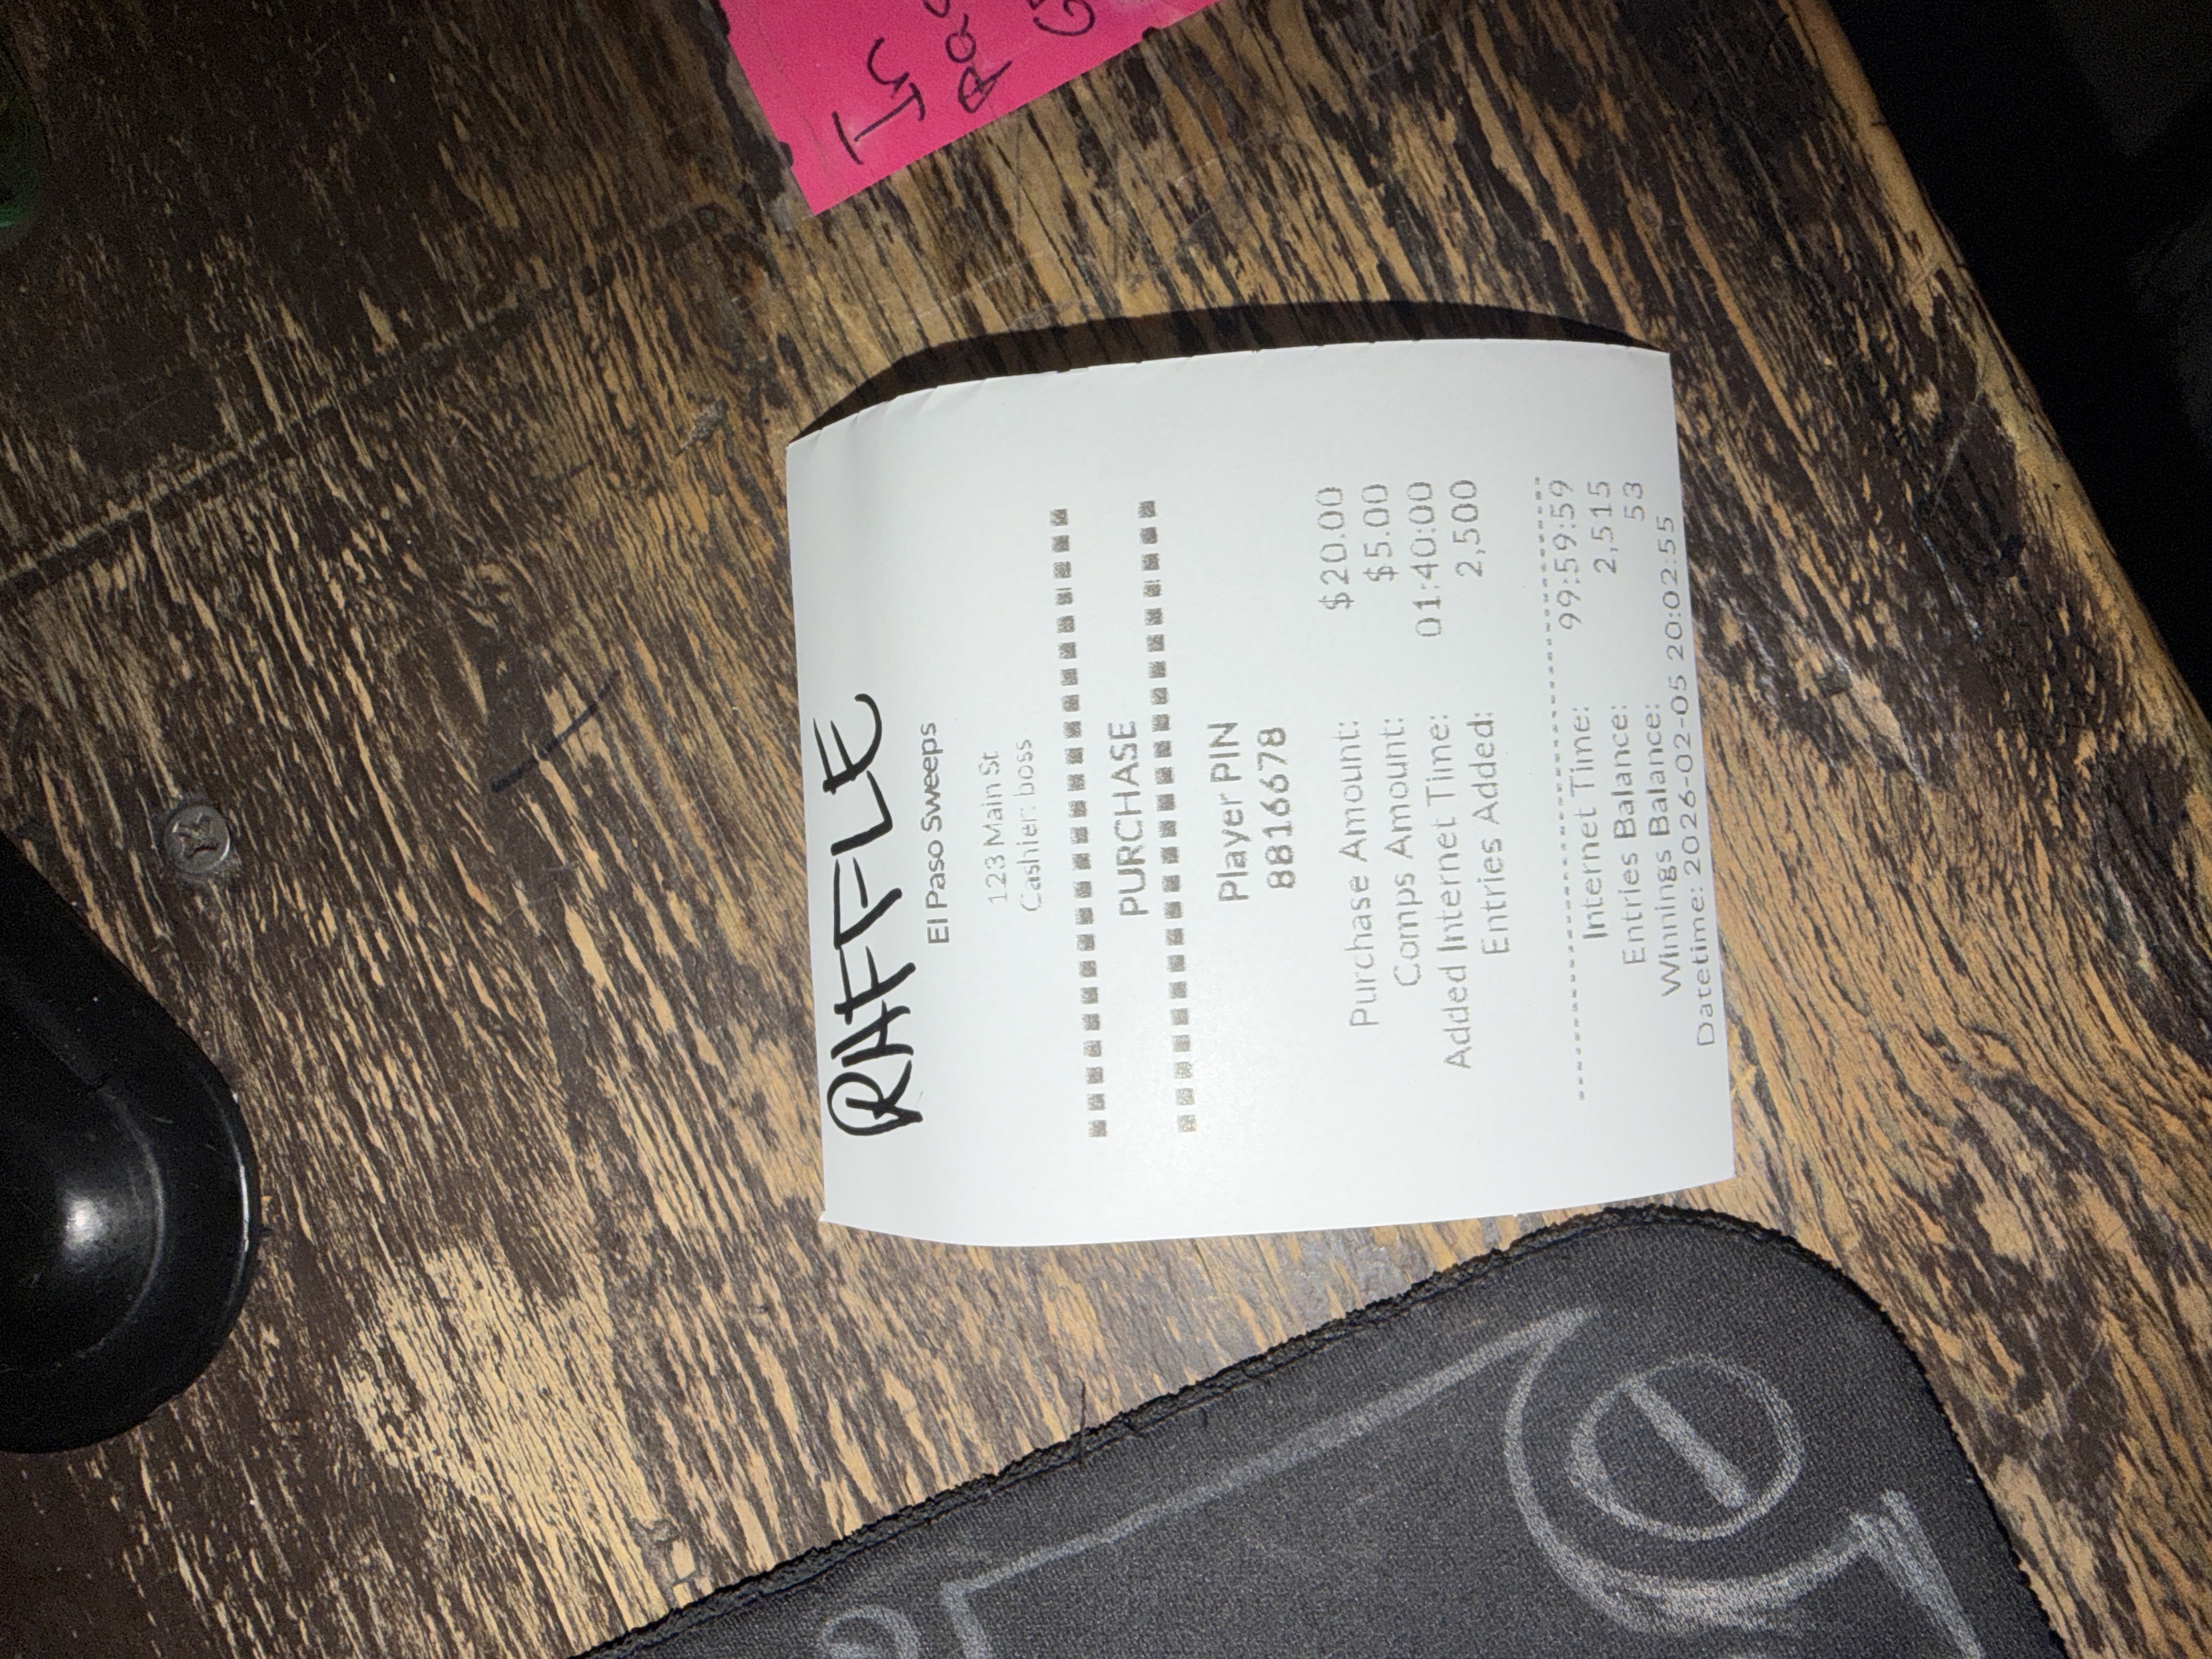 RAFFLE
El Paso Sweeps
123 Main St
Cashier: boss
PURCHASE
Player PIN
8816678
Purchase Amount: $20.00
Comps Amount: $5.00
Added Internet Time: 01:40:00
Entries Added: 2,500
Internet Time: 99:59:59
Entries Balance: 2,515
Winnings Balance: 53
Datetime: 2026-02-05 20:02:55